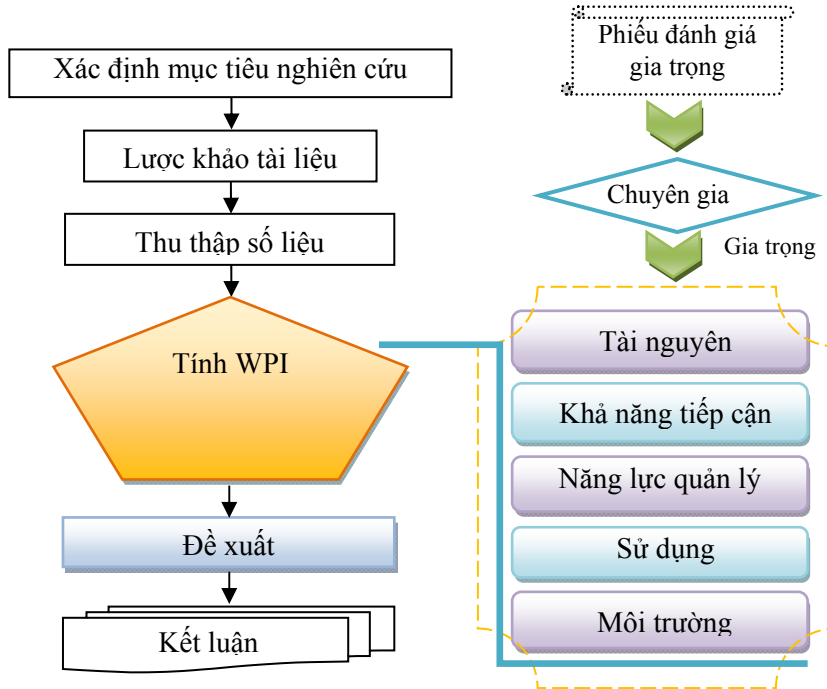 Xác định mục tiêu nghiên cứu
Lược khảo tài liệu
Thu thập số liệu
Tính WPI
Đề xuất
Kết luận
Phiếu đánh giá
gia trọng
Chuyên gia
Gia trọng
Tài nguyên
Khả năng tiếp cận
Năng lực quản lý
Sử dụng
Môi trường